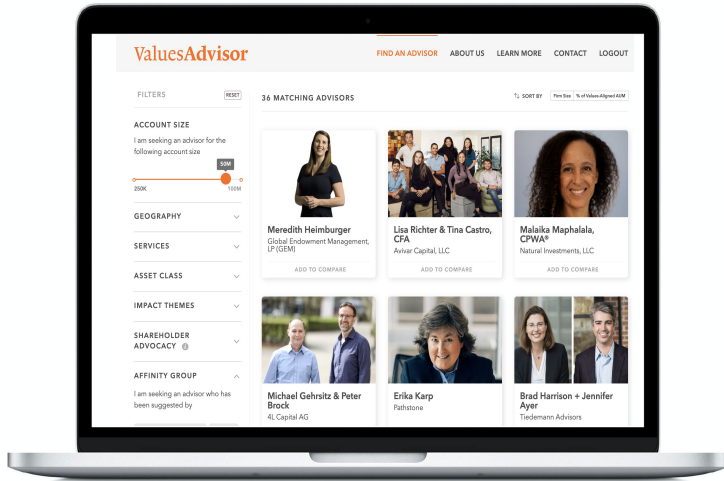 ValuesAdvisor
FIND AN ADVISOR ABOUT US LEARN MORE CONTACT LOGOUT
FILTERS
RESET
36 MATCHING ADVISORS
SORT BY
Firm Size % of Values-Aligned AUM
ACCOUNT SIZE
I am seeking an advisor for the
following account size
50M
250K 100M
GEOGRAPHY
SERVICES
ASSET CLASS
IMPACT THEMES
SHAREHOLDER
ADVOCACY
AFFINITY GROUP
I am seeking an advisor who has
been suggested by
Meredith Heimburger
Global Endowment Management,
LP (GEM)
ADD TO COMPARE
Lisa Richter & Tina Castro,
CFA
Avivar Capital, LLC
ADD TO COMPARE
Malaika Maphalala,
CPWA®
Natural Investments, LLC
ADD TO COMPARE
Michael Gehrsitz & Peter
Brock
4L Capital AG
Erika Karp
Pathstone
Brad Harrison + Jennifer
Ayer
Tiedemann Advisors